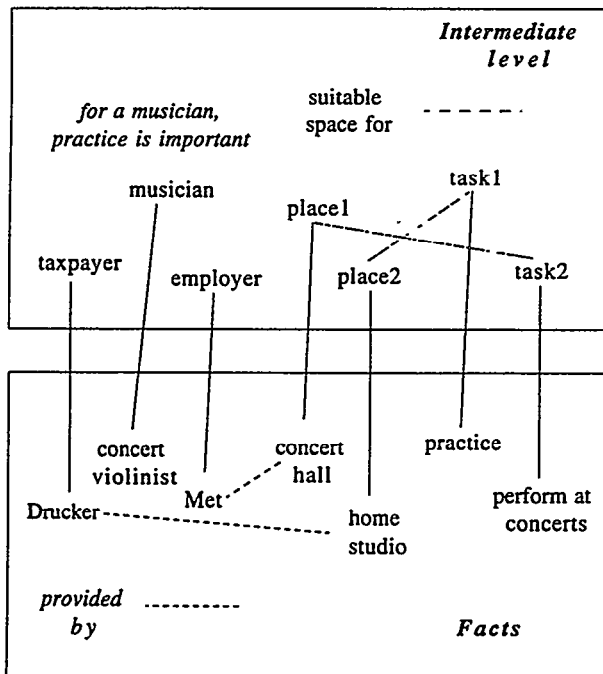 Intermediate
level
for a musician,
practice is important
suitable
space for
musician
place1
task1
taxpayer
employer
place2
task2
concert
violinist
Met
concert
hall
practice
Drucker
home
studio
perform at
concerts
provided
by
Facts